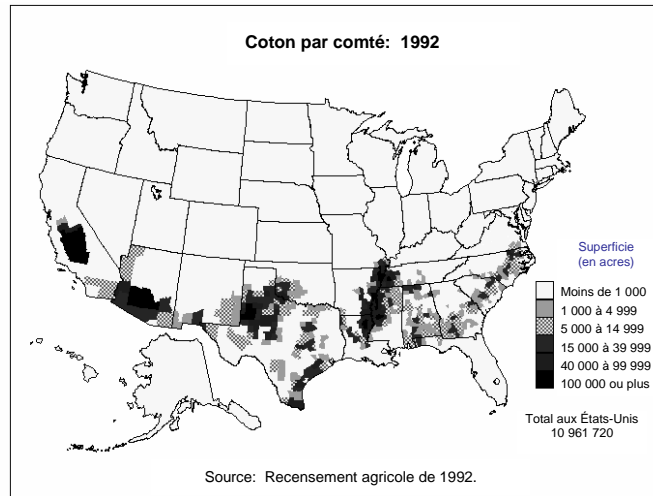 Coton par comté: 1992
Superficie
(en acres)
Moins de 1 000
1 000 à 4 999
5 000 à 14 999
15 000 à 39 999
40 000 à 99 999
100 000 ou plus
Total aux États-Unis
10 961 720
Source: Recensement agricole de 1992.